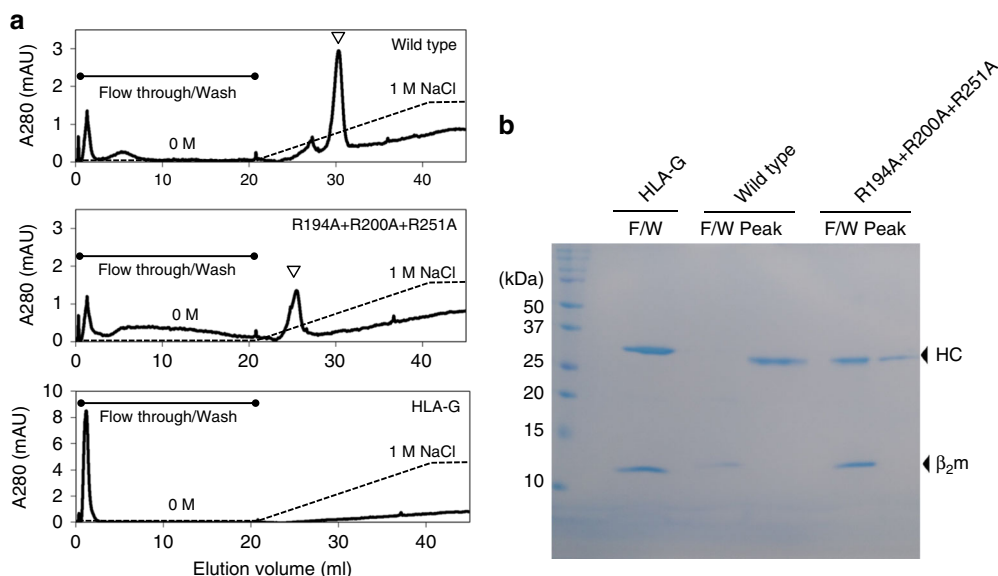 a
A280 (mAU)
3
2
1
0
Wild type
Flow through/Wash
1 M NaCl
0 M
0 10 20 30 40
A280 (mAU)
3
2
1
0
R194A+R200A+R251A
Flow through/Wash
1 M NaCl
0 M
0 10 20 30 40
A280 (mAU)
10
8
6
4
2
0
HLA-G
Flow through/Wash
1 M NaCl
0 M
0 10 20 30 40
Elution volume (ml)
b
HLA-G
Wild type
R194A+R200A+R251A
F/W
F/W Peak
F/W Peak
(kDa)
50
37
25
20
15
10
HC
β₂m